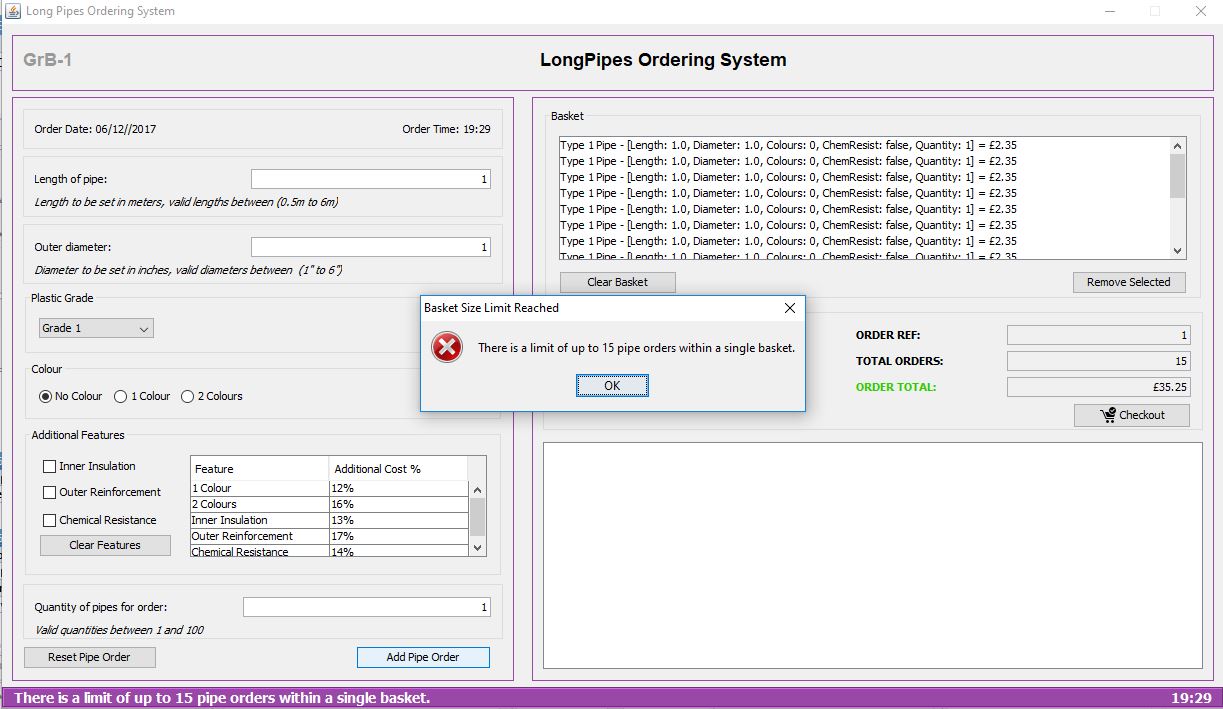 Long Pipes Ordering System
GrB-1
LongPipes Ordering System
Order Date: 06/12//2017
Order Time: 19:29
Length of pipe:
1
Length to be set in meters, valid lengths between (0.5m to 6m)
Outer diameter:
1
Diameter to be set in inches, valid diameters between (1" to 6")
Plastic Grade
Grade 1
Colour
No Colour
1 Colour
2 Colours
Additional Features
Inner Insulation
Outer Reinforcement
Chemical Resistance
Clear Features
Feature Additional Cost %
1 Colour 12%
2 Colours 16%
Inner Insulation 13%
Outer Reinforcement 17%
Chemical Resistance 14%
Quantity of pipes for order:
1
Valid quantities between 1 and 100
Reset Pipe Order
Add Pipe Order
Basket
Type 1 Pipe - [Length: 1.0, Diameter: 1.0, Colours: 0, ChemResist: false, Quantity: 1] = £2.35
Type 1 Pipe - [Length: 1.0, Diameter: 1.0, Colours: 0, ChemResist: false, Quantity: 1] = £2.35
Type 1 Pipe - [Length: 1.0, Diameter: 1.0, Colours: 0, ChemResist: false, Quantity: 1] = £2.35
Type 1 Pipe - [Length: 1.0, Diameter: 1.0, Colours: 0, ChemResist: false, Quantity: 1] = £2.35
Type 1 Pipe - [Length: 1.0, Diameter: 1.0, Colours: 0, ChemResist: false, Quantity: 1] = £2.35
Type 1 Pipe - [Length: 1.0, Diameter: 1.0, Colours: 0, ChemResist: false, Quantity: 1] = £2.35
Type 1 Pipe - [Length: 1.0, Diameter: 1.0, Colours: 0, ChemResist: false, Quantity: 1] = £2.35
Type 1 Pipe - [Length: 1.0, Diameter: 1.0, Colours: 0, ChemResist: false, Quantity: 1] = £2.35
Clear Basket
Remove Selected
Basket Size Limit Reached
There is a limit of up to 15 pipe orders within a single basket.
OK
ORDER REF: 1
TOTAL ORDERS: 15
ORDER TOTAL: £35.25
Checkout
There is a limit of up to 15 pipe orders within a single basket.
19:29